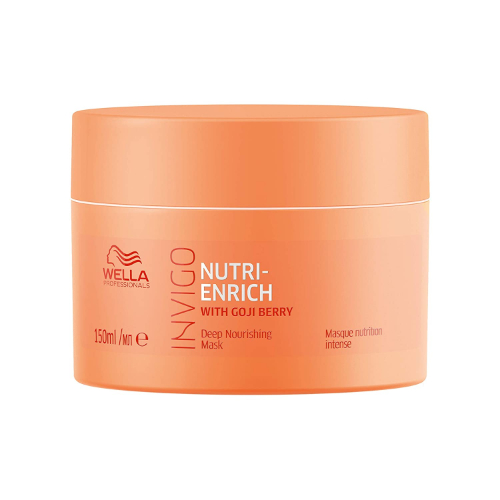 WELLA
PROFESSIONALS
150ml/мл e
INVIGO
NUTRI-
ENRICH
WITH GOJI BERRY
Deep Nourishing
Mask
Masque nutrition
intense